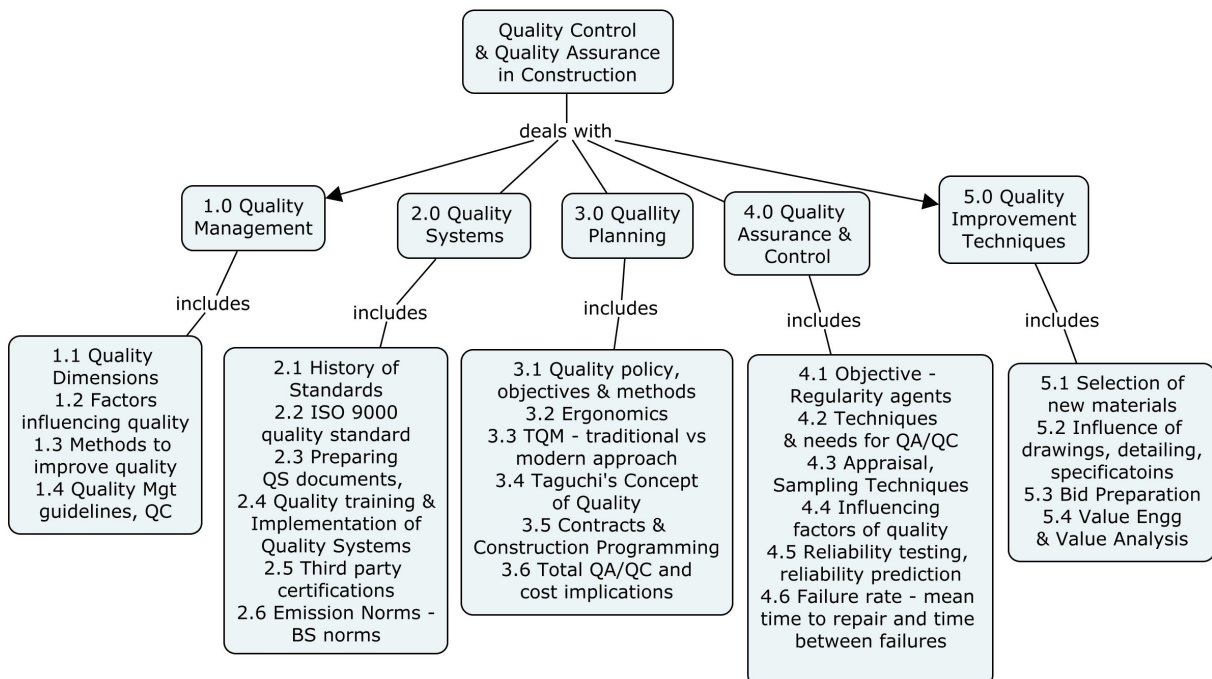 Quality Control
& Quality Assurance
in Construction
deals with
1.0 Quality
Management
2.0 Quality
Systems
3.0 Quallity
Planning
4.0 Quality
Assurance &
Control
5.0 Quality
Improvement
Techniques
includes
includes
includes
includes
includes
1.1 Quality
Dimensions
1.2 Factors
influencing quality
1.3 Methods to
improve quality
1.4 Quality Mgt
guidelines, QC
2.1 History of
Standards
2.2 ISO 9000
quality standard
2.3 Preparing
QS documents,
2.4 Quality training &
Implementation of
Quality Systems
2.5 Third party
certifications
2.6 Emission Norms -
BS norms
3.1 Quality policy,
objectives & methods
3.2 Ergonomics
3.3 TQM - traditional vs
modern approach
3.4 Taguchi's Concept
of Quality
3.5 Contracts &
Construction Programming
3.6 Total QA/QC and
cost implications
4.1 Objective -
Regularity agents
4.2 Techniques
& needs for QA/QC
4.3 Appraisal,
Sampling Techniques
4.4 Influencing
factors of quality
4.5 Reliability testing,
reliability prediction
4.6 Failure rate - mean
time to repair and time
between failures
5.1 Selection of
new materials
5.2 Influence of
drawings, detailing,
specificatoins
5.3 Bid Preparation
5.4 Value Engg
& Value Analysis